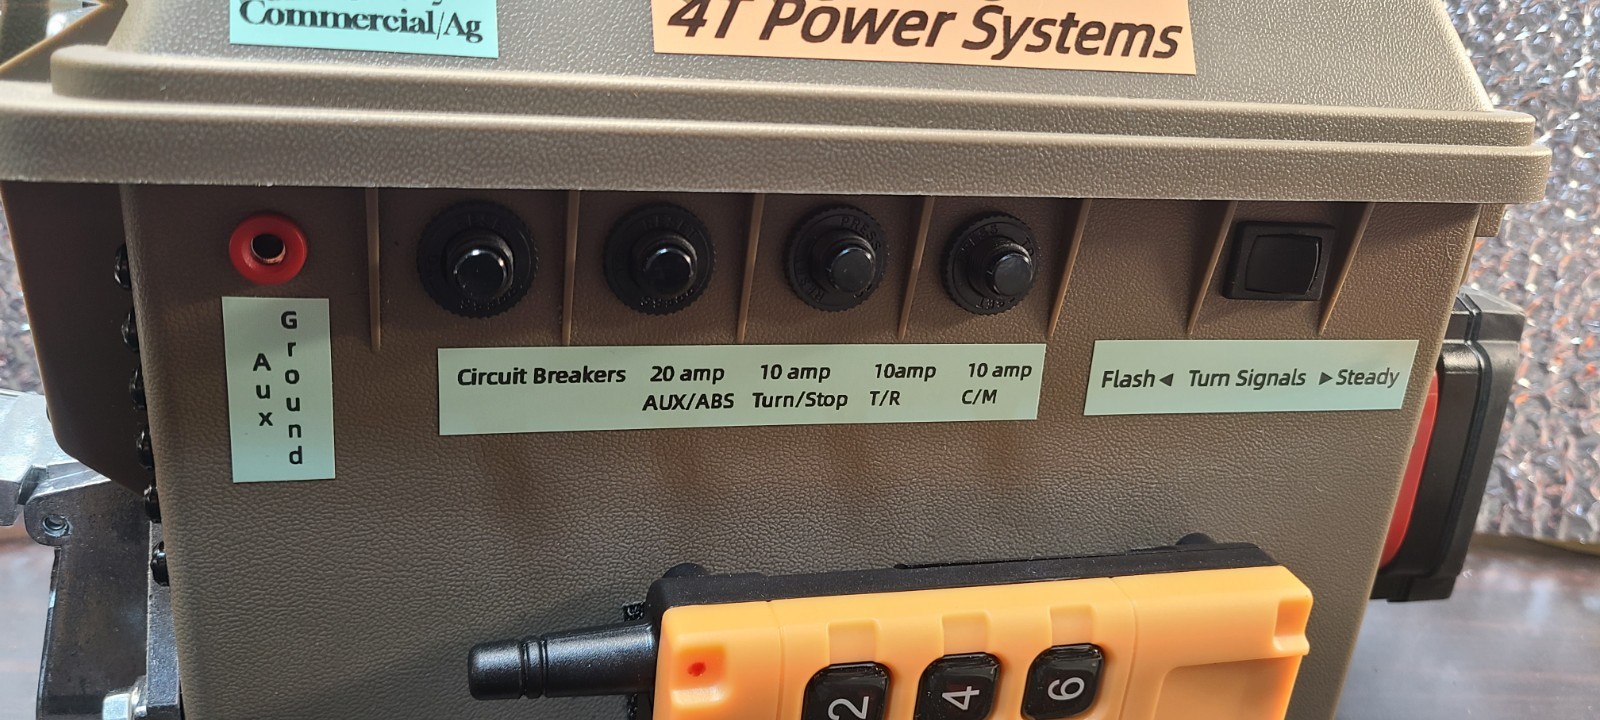 Commercial/Ag
4T Power Systems
PRESS
Aux
Ground
Circuit Breakers 20 amp 10 amp 10amp 10 amp
AUX/ABS Turn/Stop T/R C/M
Flash◄ Turn Signals ►Steady
2 4 6